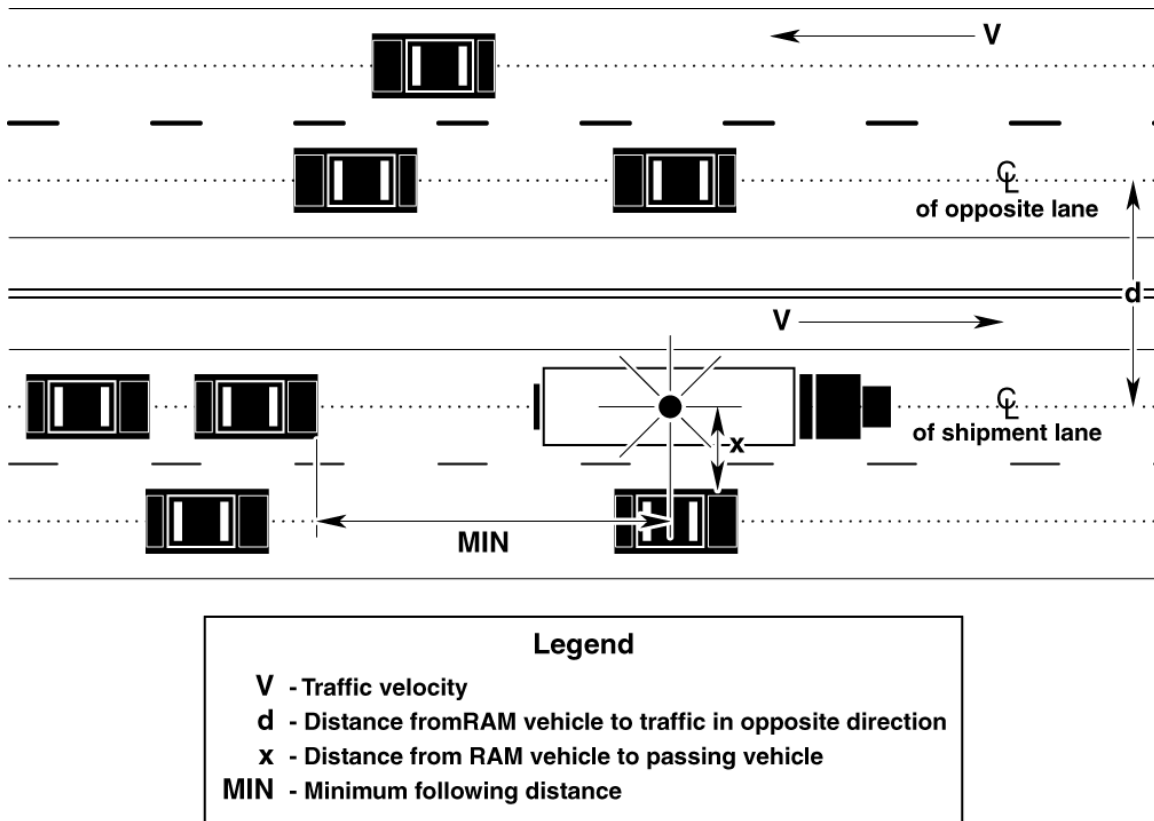 V
℄
of opposite lane
d
V
℄
of shipment lane
x
MIN
Legend
V - Traffic velocity
d - Distance fromRAM vehicle to traffic in opposite direction
x - Distance from RAM vehicle to passing vehicle
MIN - Minimum following distance